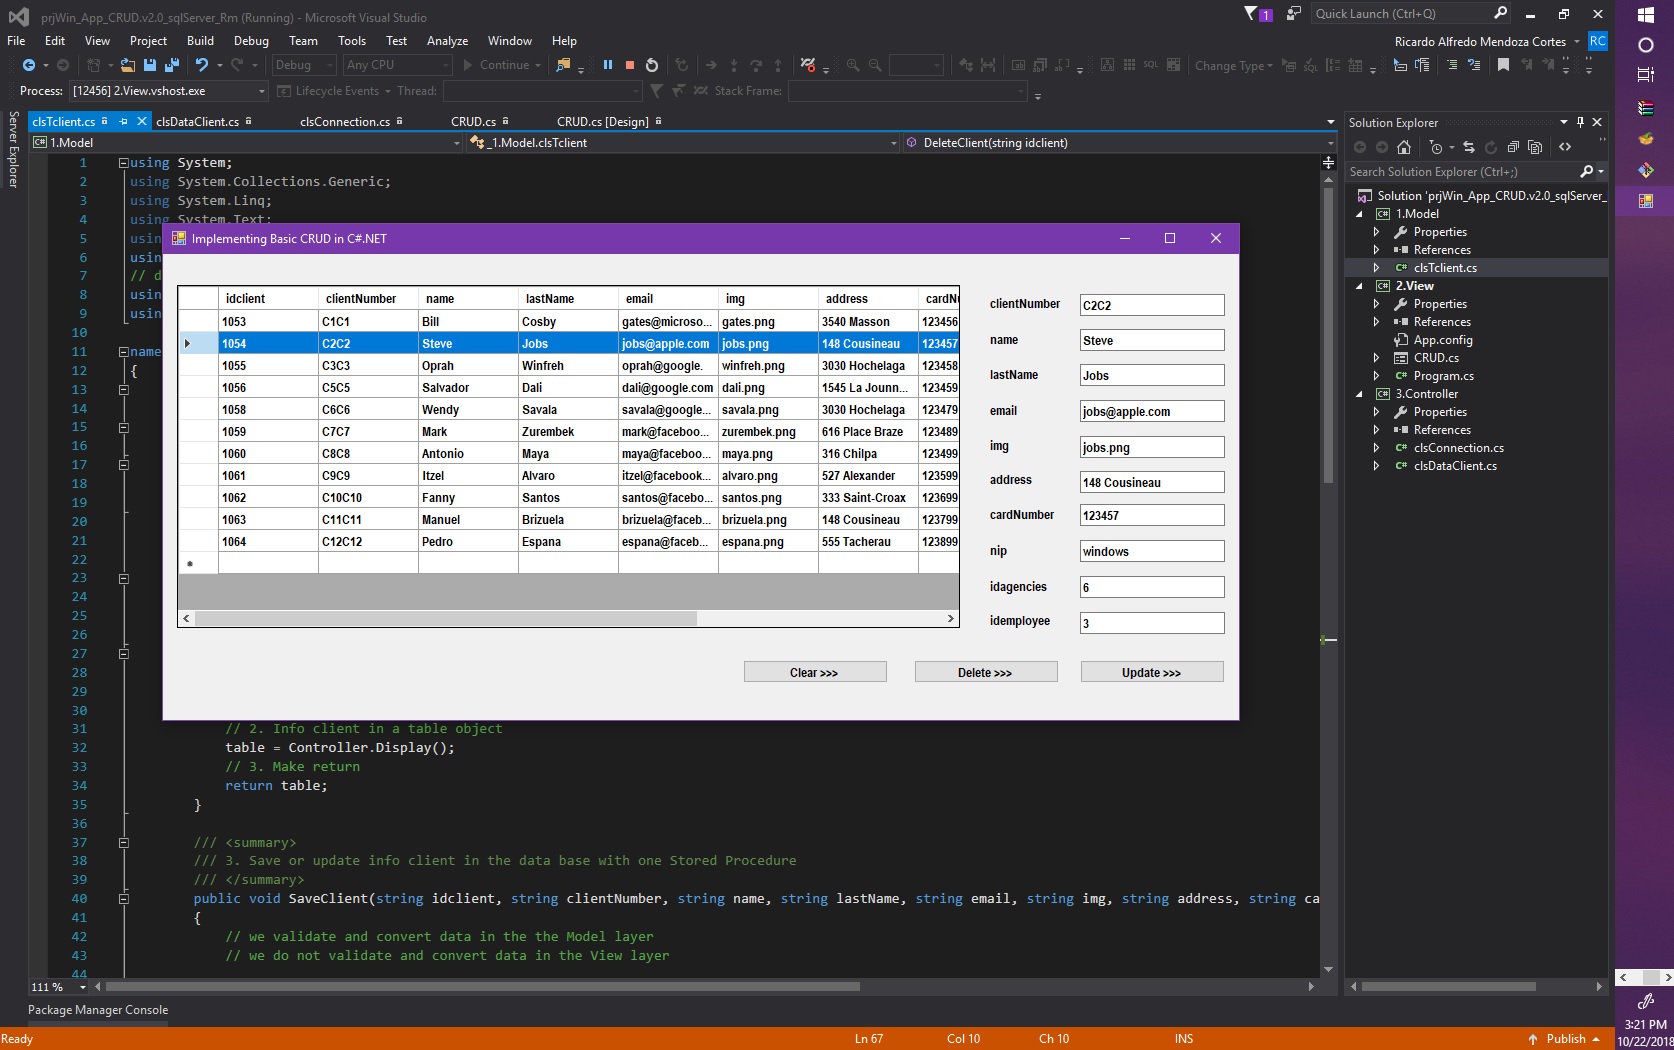 prjWin_App_CRUD.v2.0_sqlServer_Rm (Running) - Microsoft Visual Studio
1
Quick Launch (Ctrl+Q)
File Edit View Project Build Debug Team Tools Test Analyze Window Help
Ricardo Alfredo Mendoza Cortes RC
Debug Any CPU Continue Change Type
Process: [12456] 2.View.vshost.exe Lifecycle Events Thread: Stack Frame:
Server Explorer
clsTclient.cs clsDataClient.cs clsConnection.cs CRUD.cs CRUD.cs [Design]
1.Model _1.Model.clsTclient DeleteClient(string idclient)
1 using System;
2 using System.Collections.Generic;
3 using System.Linq;
4 using System.Text;
5 usin
6 usin
7 // d
8 usin
9 usin
10
11 name
12 {
13
14
15
16
17
18
19
20
21
22
23
24
25
26
27
28
29
30
31 // 2. Info client in a table object
32 table = Controller.Display();
33 // 3. Make return
34 return table;
35 }
36
37 /// <summary>
38 /// 3. Save or update info client in the data base with one Stored Procedure
39 /// </summary>
40 public void SaveClient(string idclient, string clientNumber, string name, string lastName, string email, string img, string address, string ca
41 {
42 // we validate and convert data in the the Model layer
43 // we do not validate and convert data in the View layer
44
Implementing Basic CRUD in C#.NET
idclient clientNumber name lastName email img address cardN
1053 C1C1 Bill Cosby gates@microso... gates.png 3540 Masson 123456
1054 C2C2 Steve Jobs jobs@apple.com jobs.png 148 Cousineau 123457
1055 C3C3 Oprah Winfreh oprah@google. winfreh.png 3030 Hochelaga 123458
1056 C5C5 Salvador Dali dali@google.com dali.png 1545 La Jounn... 123459
1058 C6C6 Wendy Savala savala@google... savala.png 3030 Hochelaga 123479
1059 C7C7 Mark Zurembek mark@faceboo... zurembek.png 616 Place Braze 123489
1060 C8C8 Antonio Maya maya@faceboo... maya.png 316 Chilpa 123499
1061 C9C9 Itzel Alvaro itzel@facebook... alvaro.png 527 Alexander 123599
1062 C10C10 Fanny Santos santos@facebo... santos.png 333 Saint-Croax 123699
1063 C11C11 Manuel Brizuela brizuela@faceb... brizuela.png 148 Cousineau 123799
1064 C12C12 Pedro Espana espana@faceb... espana.png 555 Tacherau 123899
clientNumber C2C2
name Steve
lastName Jobs
email jobs@apple.com
img jobs.png
address 148 Cousineau
cardNumber 123457
nip windows
idagencies 6
idemployee 3
Clear >>> Delete >>> Update >>>
Solution Explorer
Search Solution Explorer (Ctrl+;)
Solution 'prjWin_App_CRUD.v2.0_sqlServer_
1.Model
Properties
References
clsTclient.cs
2.View
Properties
References
App.config
CRUD.cs
Program.cs
3.Controller
Properties
References
clsConnection.cs
clsDataClient.cs
111 %
Package Manager Console
Ready Ln 67 Col 10 Ch 10 INS Publish
3:21 PM
10/22/2018